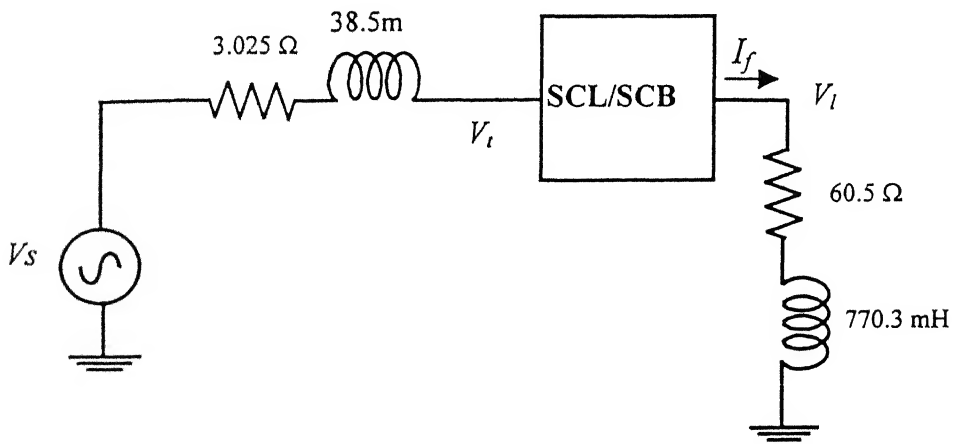 38.5m
3.025 Ω
I_f
SCL/SCB
V_l
V_t
60.5 Ω
Vs
770.3 mH